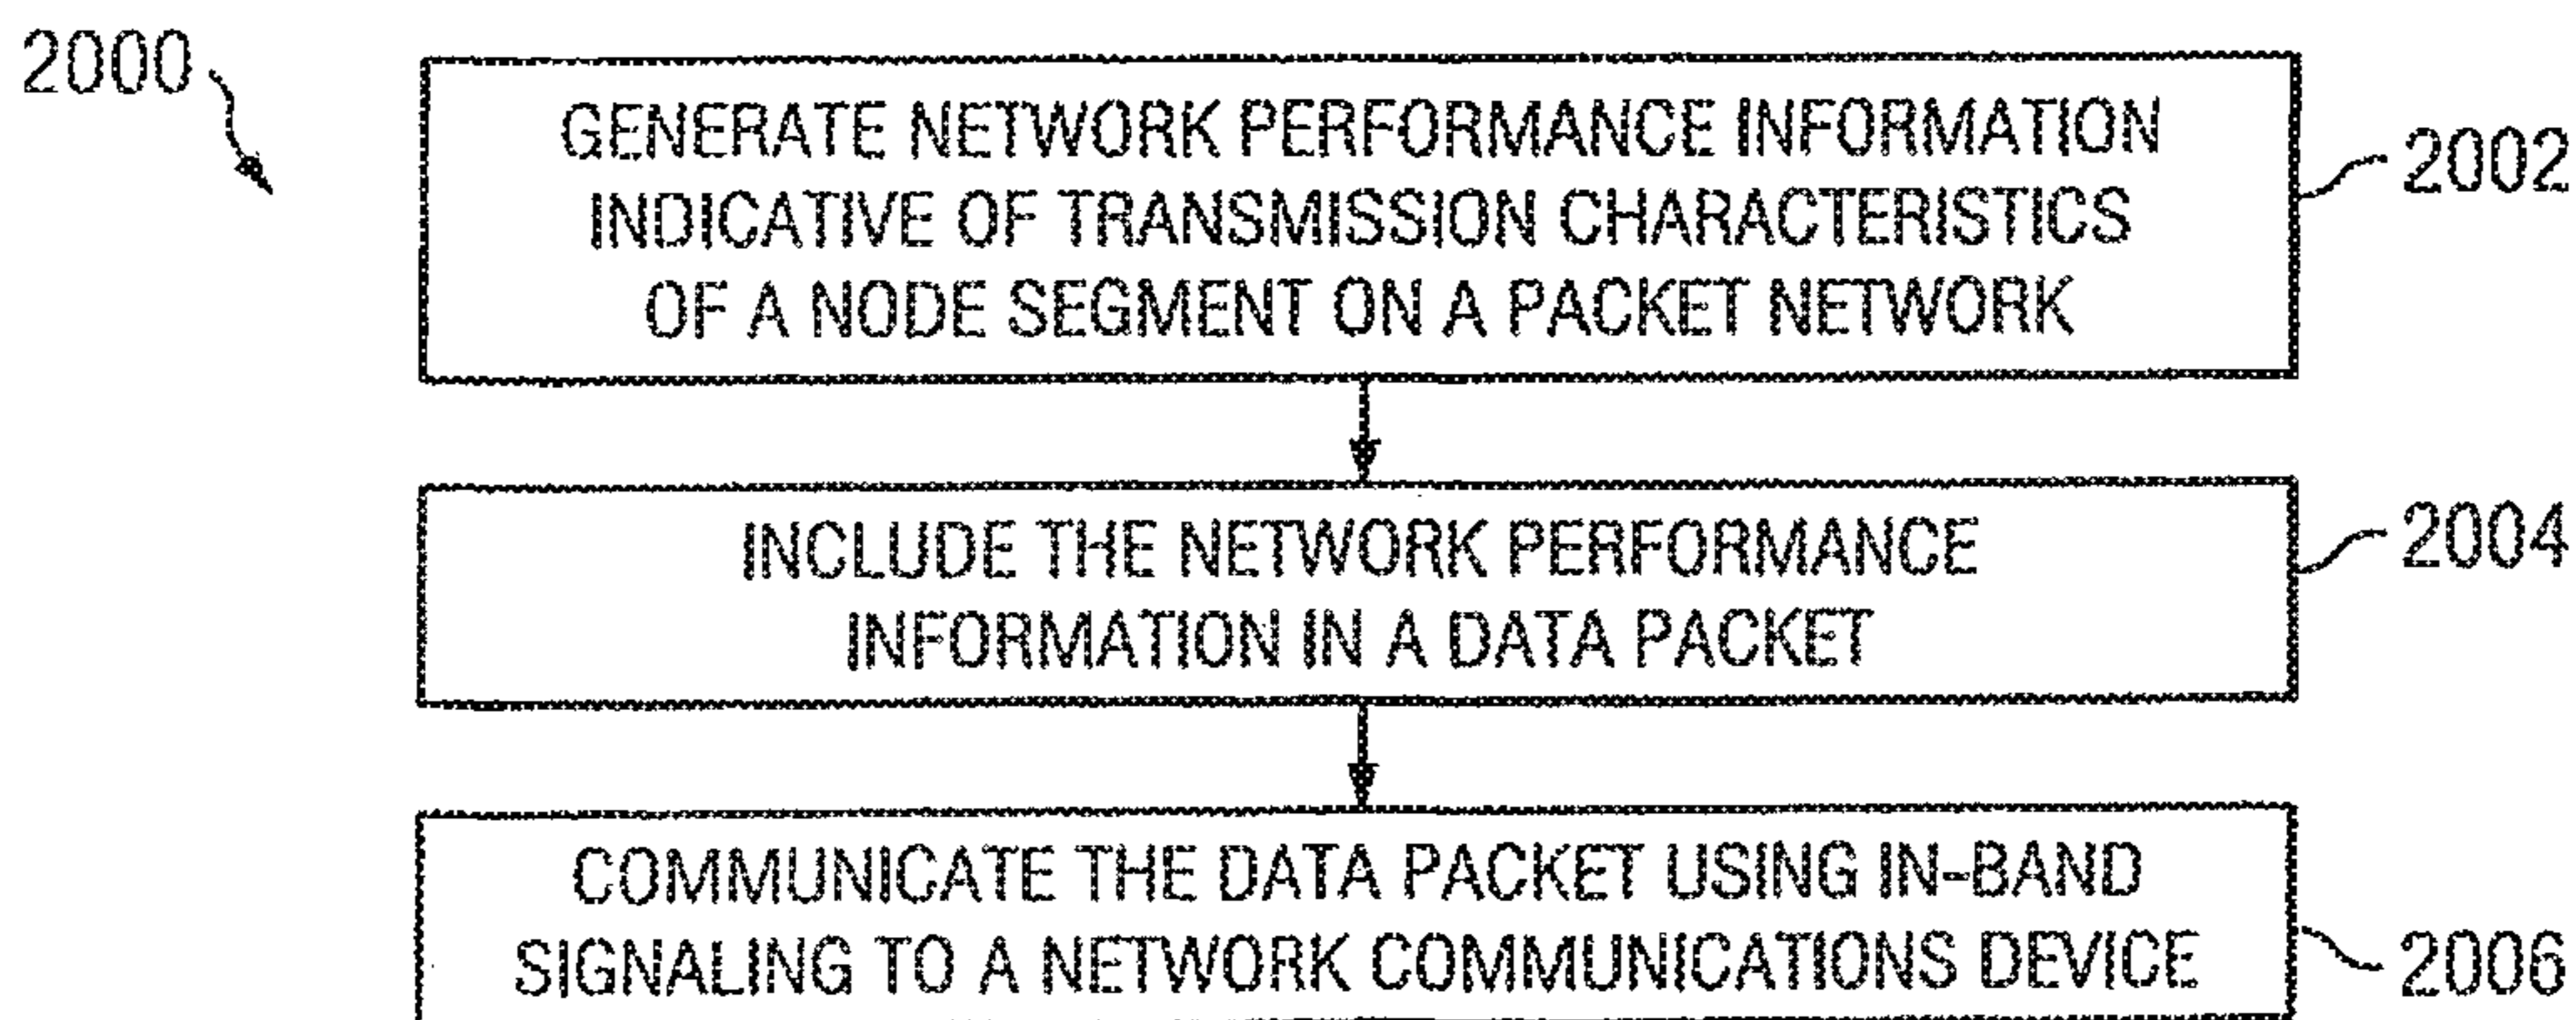 2000
GENERATE NETWORK PERFORMANCE INFORMATION
INDICATIVE OF TRANSMISSION CHARACTERISTICS
OF A NODE SEGMENT ON A PACKET NETWORK
2002
INCLUDE THE NETWORK PERFORMANCE
INFORMATION IN A DATA PACKET
2004
COMMUNICATE THE DATA PACKET USING IN-BAND
SIGNALING TO A NETWORK COMMUNICATIONS DEVICE
2006